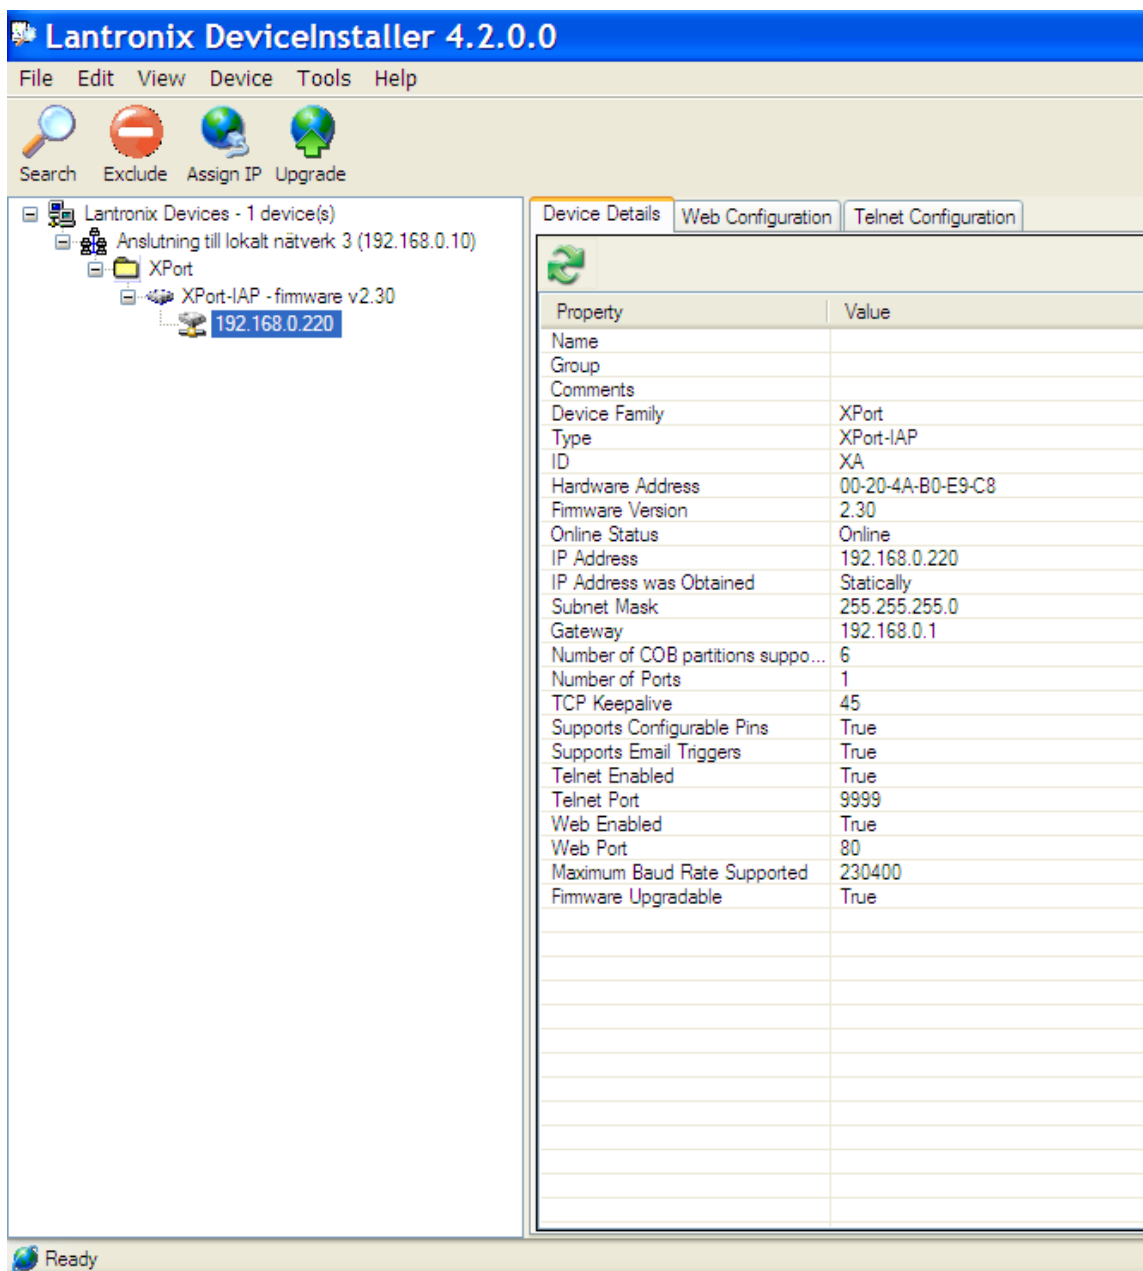 Lantronix DeviceInstaller 4.2.0.0
File Edit View Device Tools Help
Search Exclude Assign IP Upgrade
Lantronix Devices - 1 device(s)
Anslutning till lokalt nätverk 3 (192.168.0.10)
XPort
XPort-IAP - firmware v2.30
192.168.0.220
Device Details Web Configuration Telnet Configuration
Property Value
Name
Group
Comments
Device Family XPort
Type XPort-IAP
ID XA
Hardware Address 00-20-4A-B0-E9-C8
Firmware Version 2.30
Online Status Online
IP Address 192.168.0.220
IP Address was Obtained Statically
Subnet Mask 255.255.255.0
Gateway 192.168.0.1
Number of COB partitions suppo... 6
Number of Ports 1
TCP Keepalive 45
Supports Configurable Pins True
Supports Email Triggers True
Telnet Enabled True
Telnet Port 9999
Web Enabled True
Web Port 80
Maximum Baud Rate Supported 230400
Firmware Upgradable True
Ready